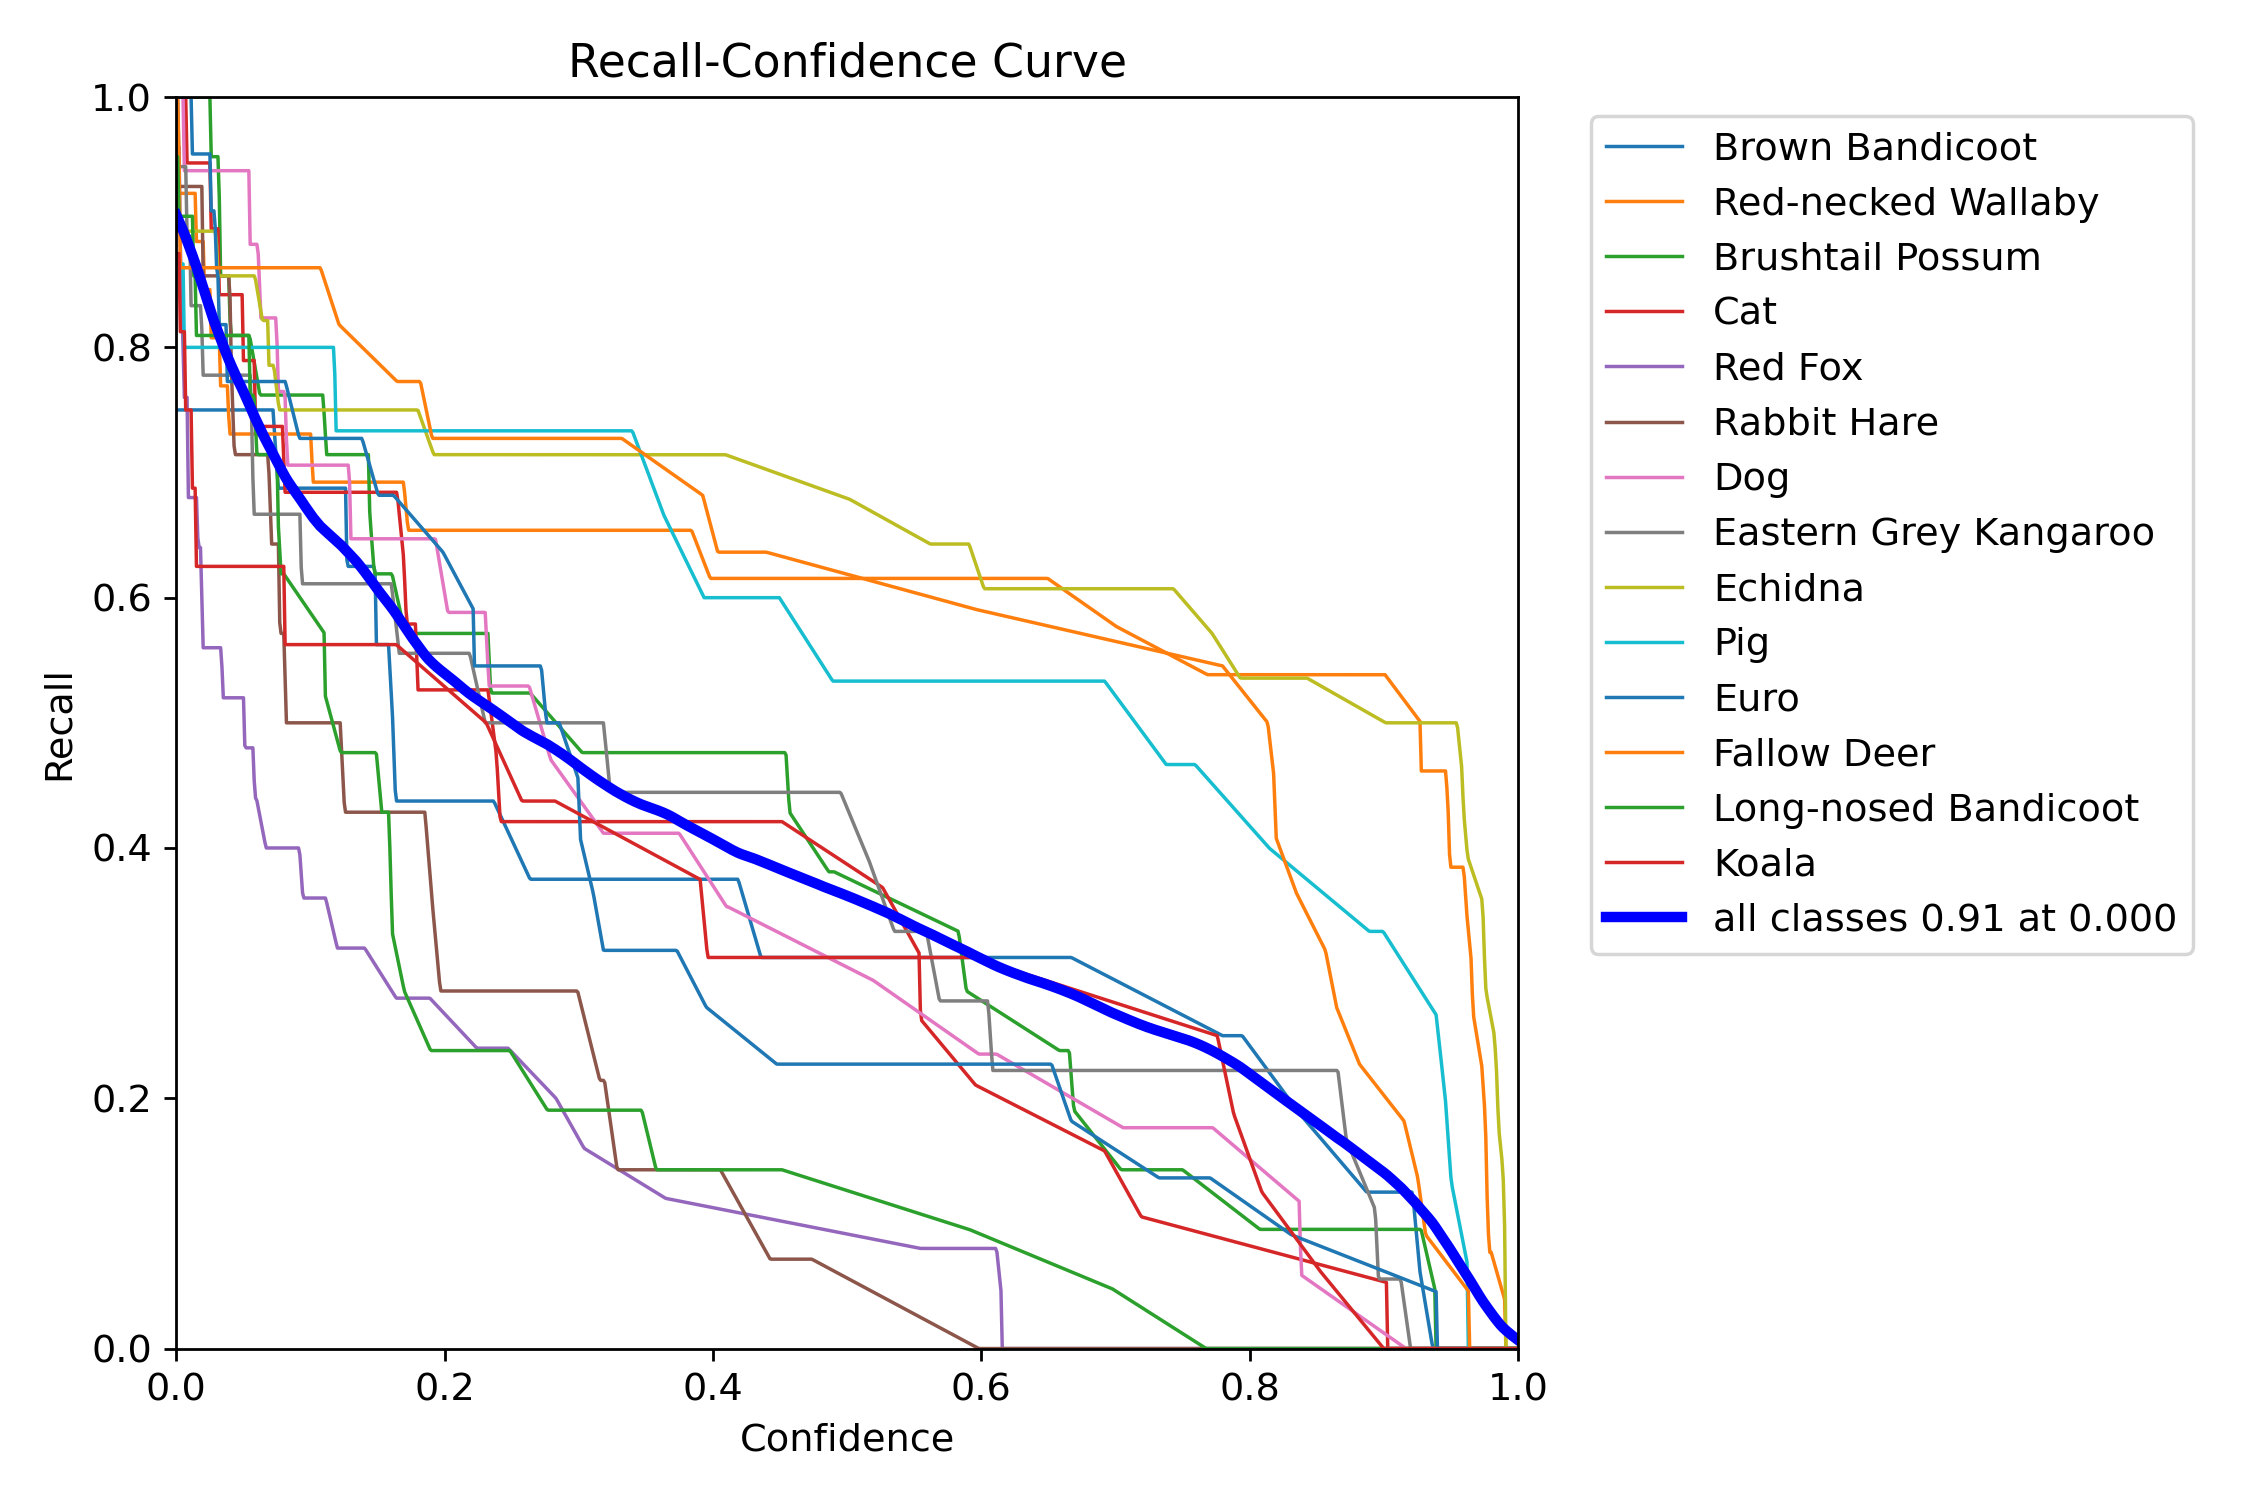 Recall-Confidence Curve
1.0
0.8
0.6
0.4
0.2
0.0
Recall
0.0 0.2 0.4 0.6 0.8 1.0
Confidence
Brown Bandicoot
Red-necked Wallaby
Brushtail Possum
Cat
Red Fox
Rabbit Hare
Dog
Eastern Grey Kangaroo
Echidna
Pig
Euro
Fallow Deer
Long-nosed Bandicoot
Koala
all classes 0.91 at 0.000